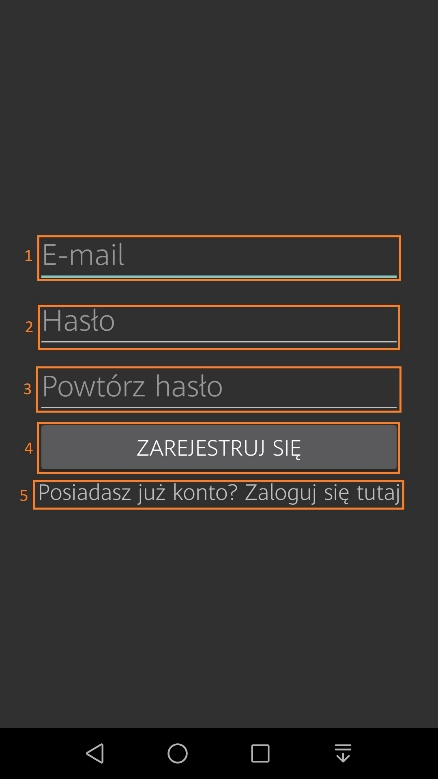 1 E-mail
2 Hasło
3 Powtórz hasło
4 ZAREJESTRUJ SIĘ
5 Posiadasz już konto? Zaloguj się tutaj